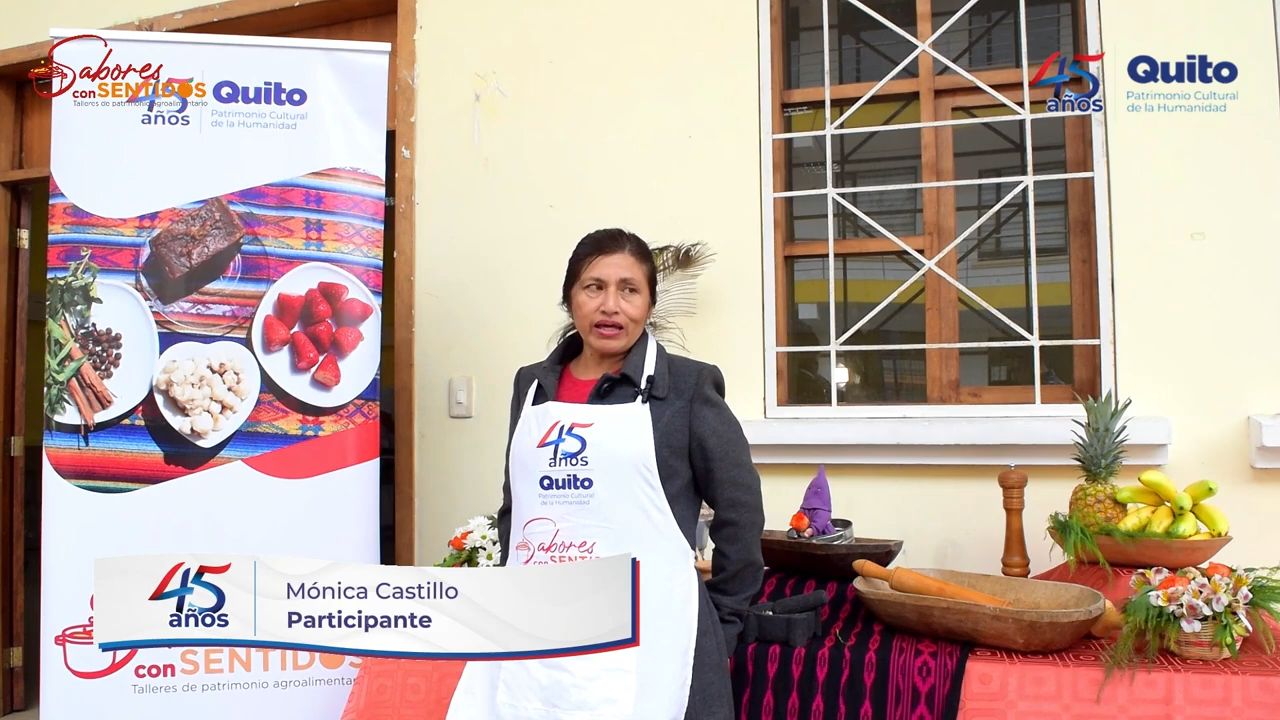 Sabores
con SENTIDOS
Talleres de patrimonio agroalimentario
45
años
Quito
Patrimonio Cultural
de la Humanidad
45
años
Quito
Patrimonio Cultural
de la Humanidad
45
años
Quito
Patrimonio Cultural
de la Humanidad
Sabores
45
años
Mónica Castillo
Participante
con SENTIDOS
Talleres de patrimonio agroalimentar